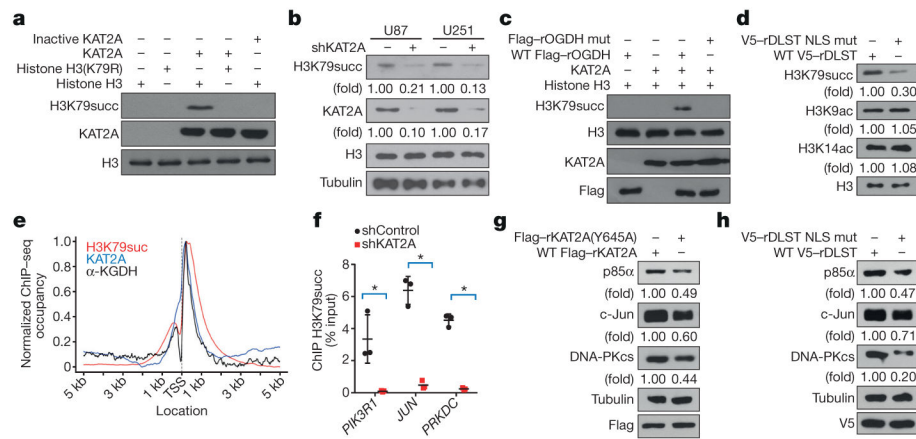 a
Inactive KAT2A – – – – +
KAT2A – – + + –
Histone H3(K79R) – + – + –
Histone H3 + – + – +
H3K79succ
KAT2A
H3
b
U87 U251
shKAT2A – + – +
H3K79succ
(fold) 1.00 0.21 1.00 0.13
KAT2A
(fold) 1.00 0.10 1.00 0.17
H3
Tubulin
c
Flag–rOGDH mut – – – +
WT Flag–rOGDH + – + –
KAT2A – + + +
Histone H3 + + + +
H3K79succ
H3
KAT2A
Flag
d
V5–rDLST NLS mut – +
WT V5–rDLST + –
H3K79succ
(fold) 1.00 0.30
H3K9ac
(fold) 1.00 1.05
H3K14ac
(fold) 1.00 1.08
H3
e
Normalized ChIP–seq
occupancy
1.0
0.8
0.6
0.4
0.2
0
H3K79suc
KAT2A
α-KGDH
5 kb 3 kb 1 kb TSS 1 kb 3 kb 5 kb
Location
f
shControl
shKAT2A
ChIP H3K79succ
(% input)
8
6
4
2
0
* * *
PIK3R1 JUN PRKDC
g
Flag–rKAT2A(Y645A) – +
WT Flag–rKAT2A + –
p85α
(fold) 1.00 0.49
c-Jun
(fold) 1.00 0.60
DNA-PKcs
(fold) 1.00 0.44
Tubulin
Flag
h
V5–rDLST NLS mut – +
WT V5–rDLST + –
p85α
(fold) 1.00 0.47
c-Jun
(fold) 1.00 0.71
DNA-PKcs
(fold) 1.00 0.20
Tubulin
V5